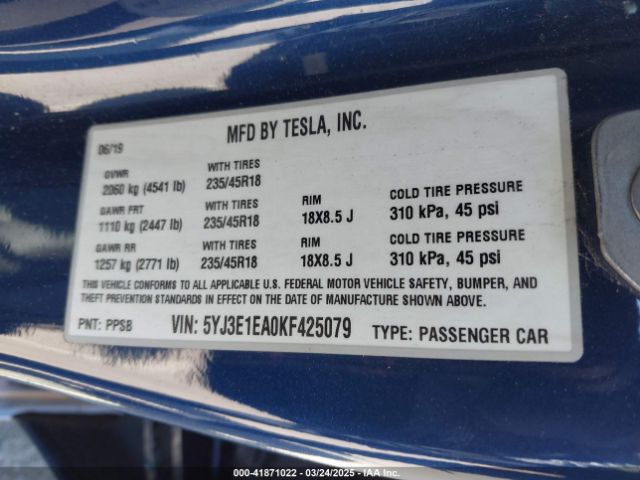 MFD BY TESLA, INC.
06/19
GVWR
2060 kg (4541 lb)
WITH TIRES
235/45R18
GAWR FRT
1110 kg (2447 lb)
WITH TIRES
235/45R18
RIM
18X8.5 J
COLD TIRE PRESSURE
310 kPa, 45 psi
GAWR RR
1257 kg (2771 lb)
WITH TIRES
235/45R18
RIM
18X8.5 J
COLD TIRE PRESSURE
310 kPa, 45 psi
THIS VEHICLE CONFORMS TO ALL APPLICABLE U.S. FEDERAL MOTOR VEHICLE SAFETY, BUMPER, AND
THEFT PREVENTION STANDARDS IN EFFECT ON THE DATE OF MANUFACTURE SHOWN ABOVE.
PNT: PPSB VIN: 5YJ3E1EA0KF425079 TYPE: PASSENGER CAR
000-41871022 - 03/24/2025 - IAA Inc.